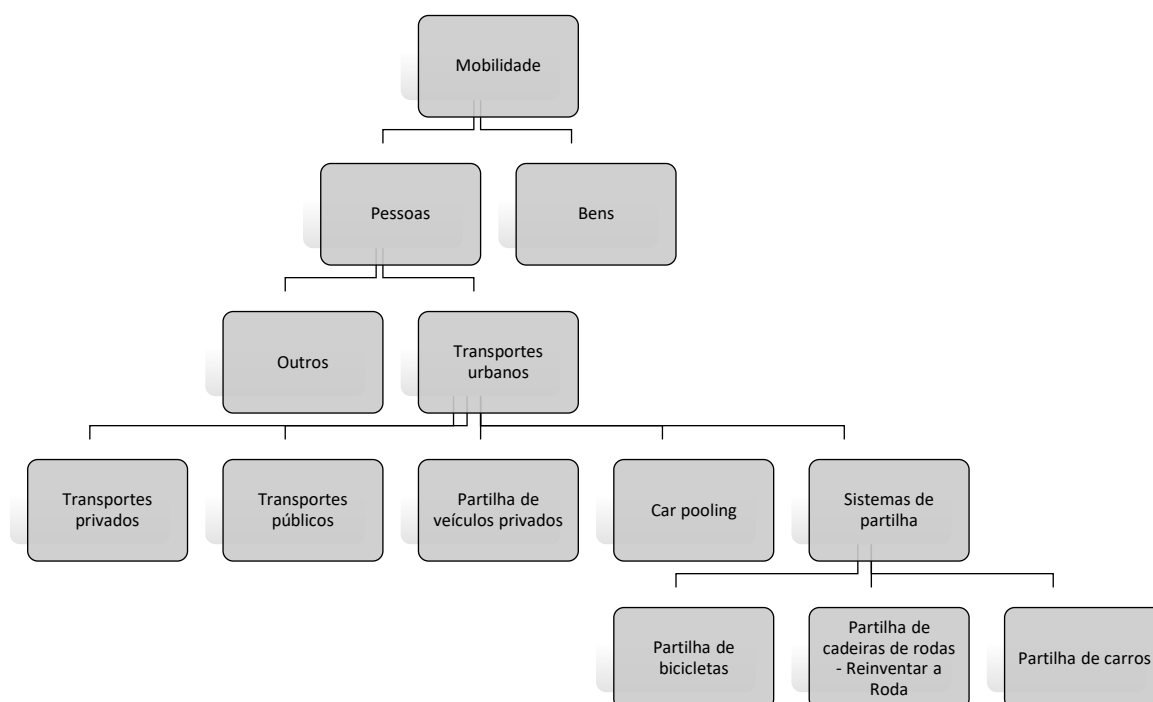 Mobilidade
Pessoas
Bens
Outros
Transportes
urbanos
Transportes
privados
Transportes
públicos
Partilha de
veículos privados
Car pooling
Sistemas de
partilha
Partilha de
bicicletas
Partilha de
cadeiras de rodas
- Reinventar a
Roda
Partilha de carros